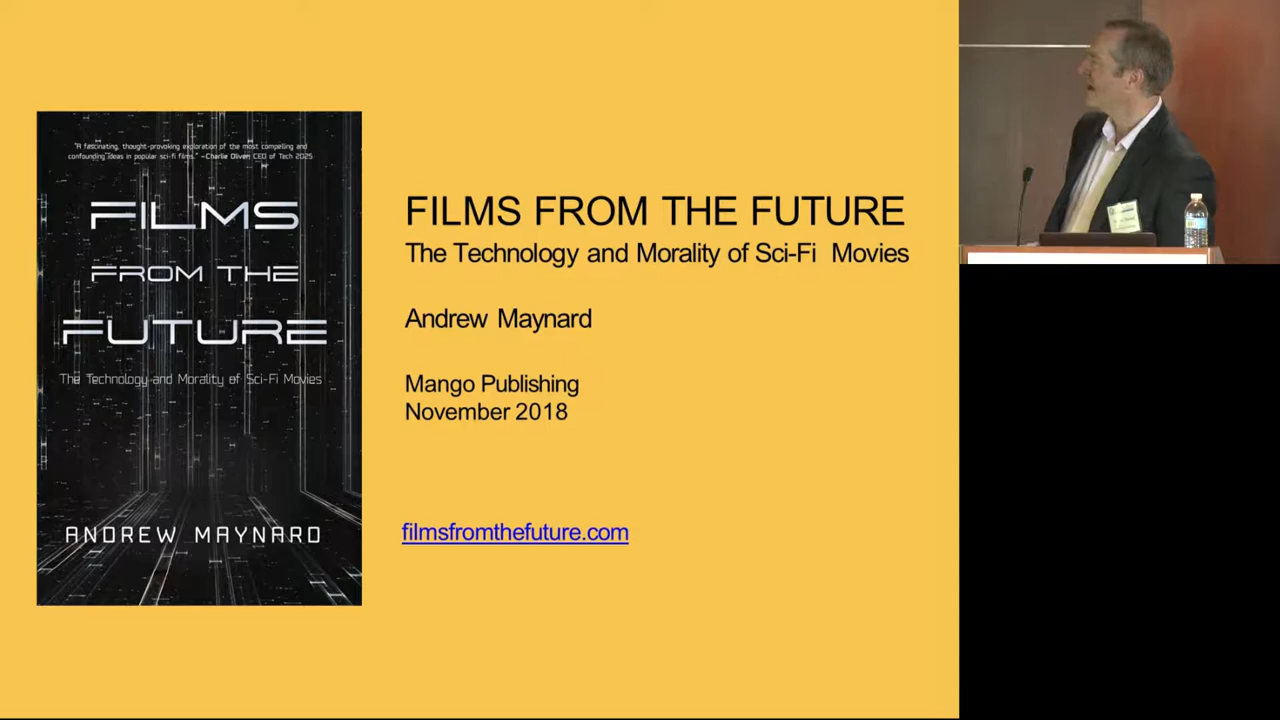 "A fascinating, thought-provoking exploration of the most compelling and
confounding ideas in popular sci-fi films." –Charlie Oliver, CEO of Tech 2025
FILMS
FROM THE
FUTURE
The Technology and Morality of Sci-Fi Movies
ANDREW MAYNARD
FILMS FROM THE FUTURE
The Technology and Morality of Sci-Fi Movies
Andrew Maynard
Mango Publishing
November 2018
filmsfromthefuture.com